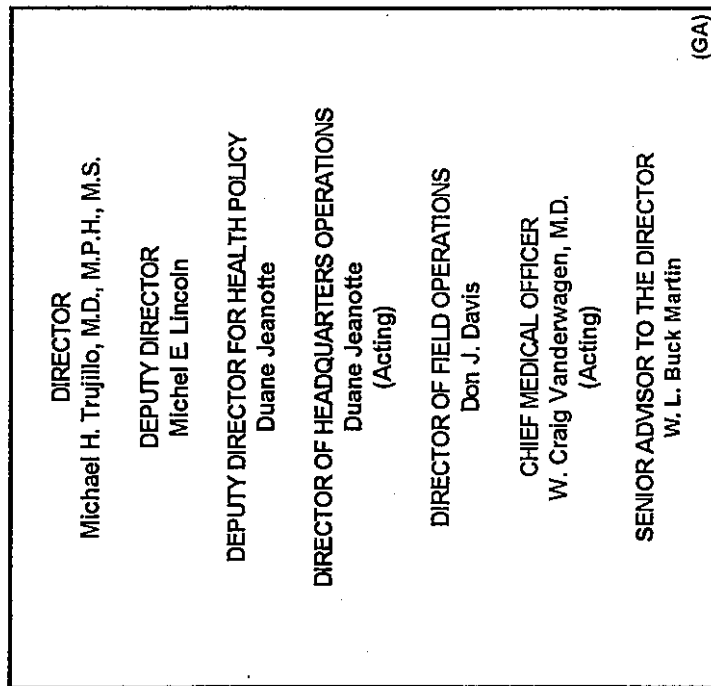 DIRECTOR
Michael H. Trujillo, M.D., M.P.H., M.S.
DEPUTY DIRECTOR
Michel E. Lincoln
DEPUTY DIRECTOR FOR HEALTH POLICY
Duane Jeanotte
DIRECTOR OF HEADQUARTERS OPERATIONS
Duane Jeanotte
(Acting)
DIRECTOR OF FIELD OPERATIONS
Don J. Davis
CHIEF MEDICAL OFFICER
W. Craig Vanderwagen, M.D.
(Acting)
SENIOR ADVISOR TO THE DIRECTOR
W. L. Buck Martin
(GA)